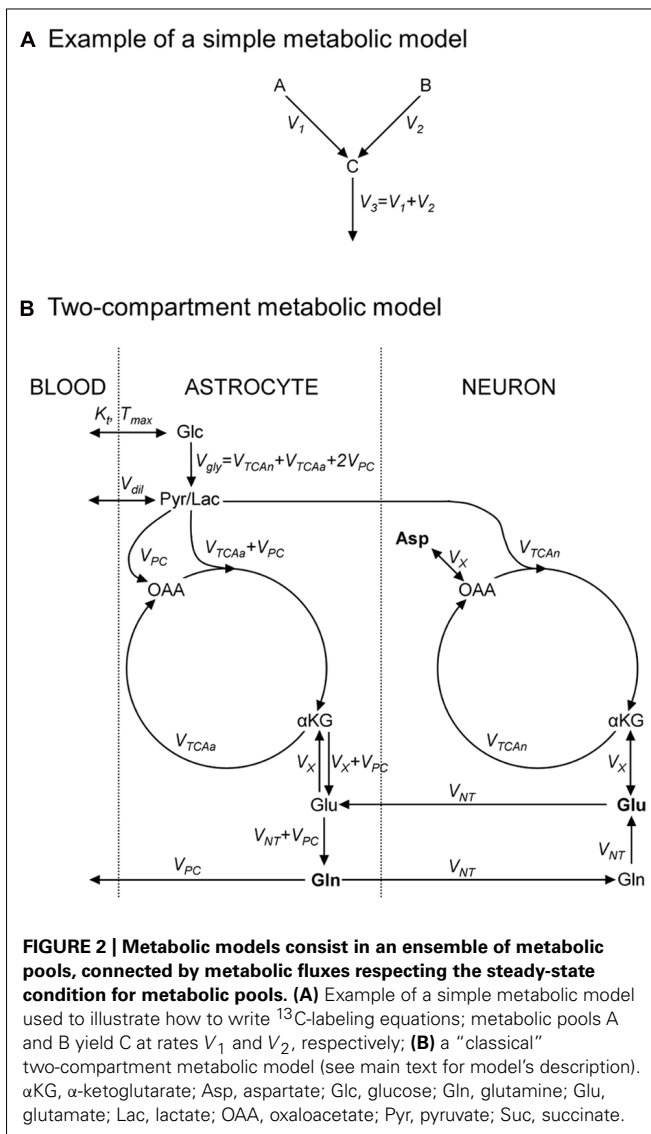 A Example of a simple metabolic model
A B
V1 V2
C
V3=V1+V2
B Two-compartment metabolic model
BLOOD ASTROCYTE NEURON
Kt, Tmax
Glc
Vgly=VTCAn+VTCAa+2VPC
Vdil
Pyr/Lac
VPC
VTCAa+VPC
Asp
VX
VTCAn
OAA
OAA
αKG
αKG
VTCAa
VTCAn
VX
VX+VPC
VX
Glu
VNT
Glu
VNT+VPC
VNT
VPC
Gln
VNT
Gln
FIGURE 2 | Metabolic models consist in an ensemble of metabolic
pools, connected by metabolic fluxes respecting the steady-state
condition for metabolic pools. (A) Example of a simple metabolic model
used to illustrate how to write 13C-labeling equations; metabolic pools A
and B yield C at rates V1 and V2, respectively; (B) a “classical”
two-compartment metabolic model (see main text for model’s description).
αKG, α-ketoglutarate; Asp, aspartate; Glc, glucose; Gln, glutamine; Glu,
glutamate; Lac, lactate; OAA, oxaloacetate; Pyr, pyruvate; Suc, succinate.